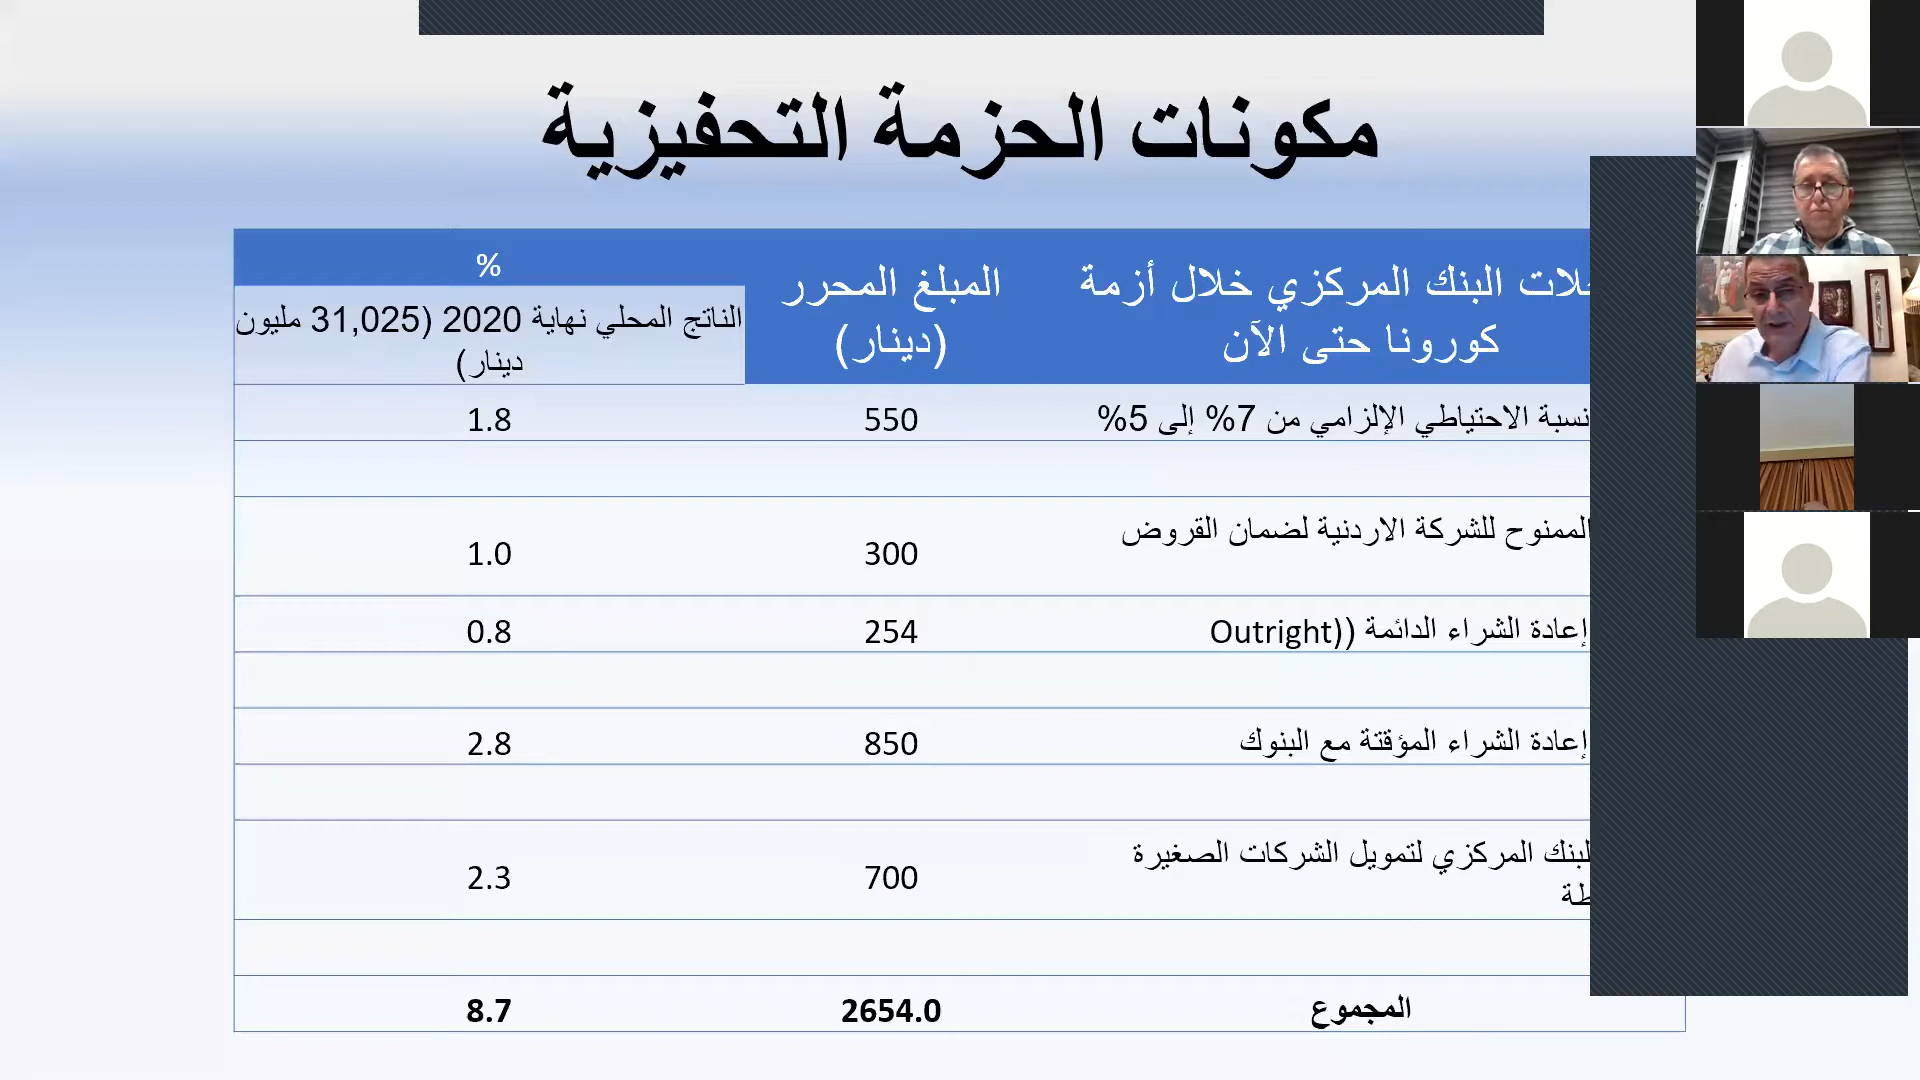 مكونات الحزمة التحفيزية
البنك المركزي خلال أزمة
كورونا حتى الآن
المبلغ المحرر
(دينار)
%
الناتج المحلي نهاية 2020 (31,025 مليون
دينار)
نسبة الاحتياطي الإلزامي من 7% إلى 5%
550
1.8
الممنوح للشركة الاردنية لضمان القروض
300
1.0
إعادة الشراء الدائمة ((Outright
254
0.8
إعادة الشراء المؤقتة مع البنوك
850
2.8
المركزي لتمويل الشركات الصغيرة
700
2.3
المجموع
2654.0
8.7